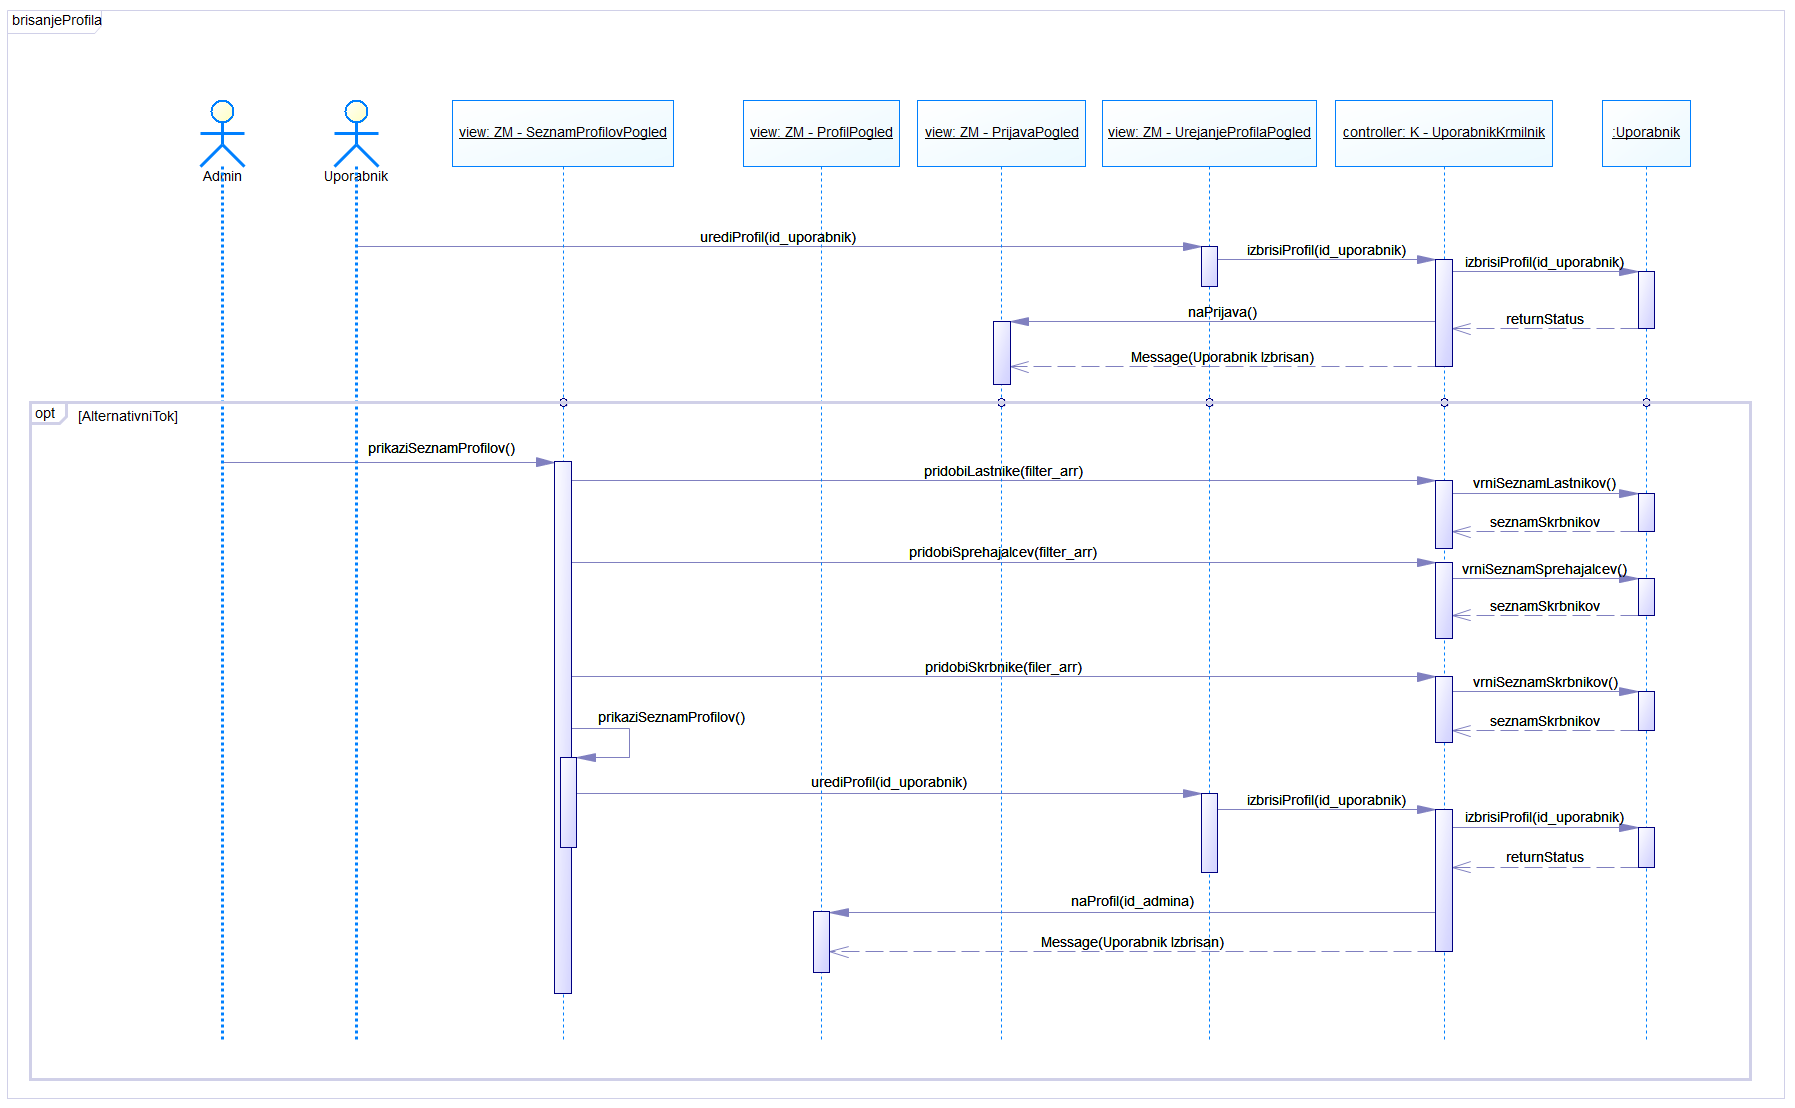 brisanjeProfila
view: ZM - SeznamProfilovPogled
view: ZM - ProfilPogled
view: ZM - PrijavaPogled
view: ZM - UrejanjeProfilaPogled
controller: K - UporabnikKrmilnik
:Uporabnik
Admin
Uporabnik
urediProfil(id_uporabnik)
izbrisiProfil(id_uporabnik)
izbrisiProfil(id_uporabnik)
naPrijava()
returnStatus
Message(Uporabnik Izbrisan)
opt
[AlternativniTok]
prikaziSeznamProfilov()
pridobiLastnike(filter_arr)
vrniSeznamLastnikov()
seznamSkrbnikov
pridobiSprehajalcev(filter_arr)
vrniSeznamSprehajalcev()
seznamSkrbnikov
pridobiSkrbnike(filer_arr)
vrniSeznamSkrbnikov()
prikaziSeznamProfilov()
seznamSkrbnikov
urediProfil(id_uporabnik)
izbrisiProfil(id_uporabnik)
izbrisiProfil(id_uporabnik)
returnStatus
naProfil(id_admina)
Message(Uporabnik Izbrisan)